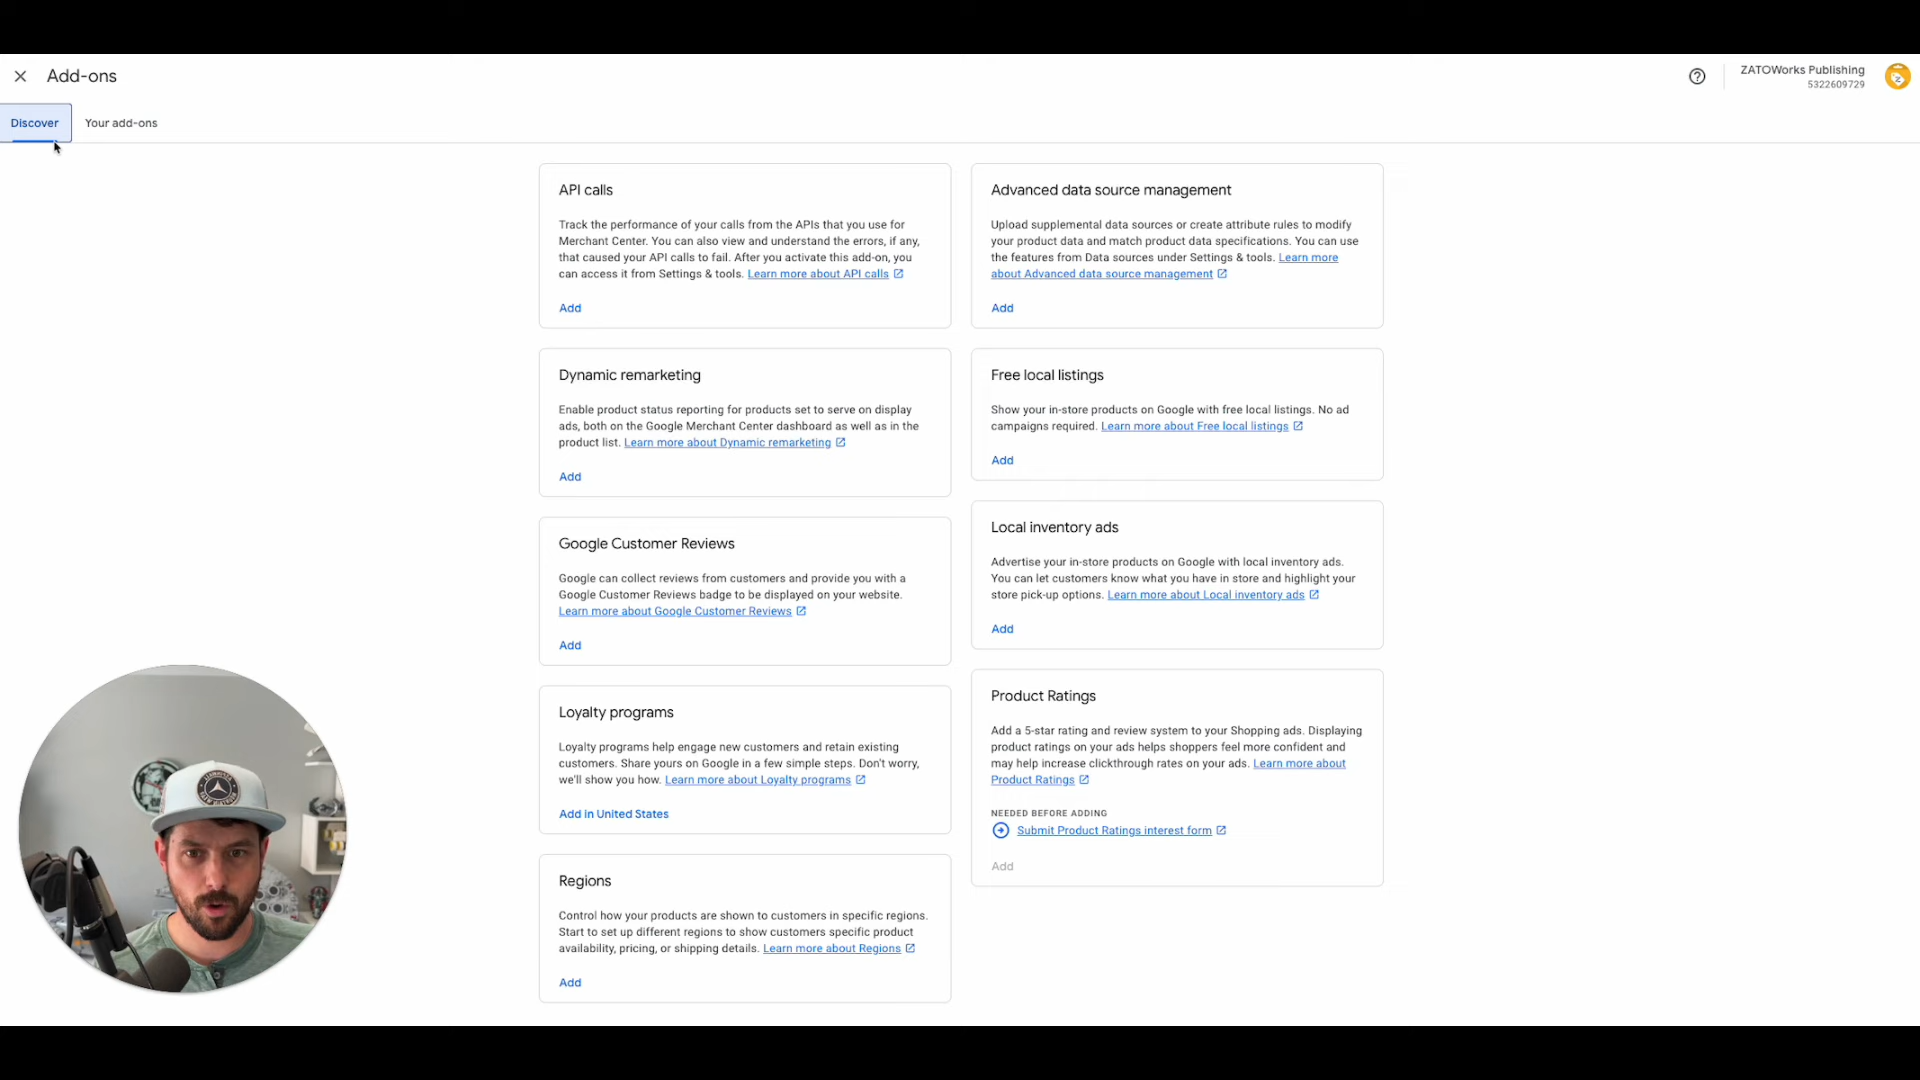 Add-ons
ZATOWorks Publishing
5322609729
Discover
Your add-ons
API calls
Track the performance of your calls from the APIs that you use for
Merchant Center. You can also view and understand the errors, if any,
that caused your API calls to fail. After you activate this add-on, you
can access it from Settings & tools. Learn more about API calls
Add
Advanced data source management
Upload supplemental data sources or create attribute rules to modify
your product data and match product data specifications. You can use
the features from Data sources under Settings & tools. Learn more
about Advanced data source management
Add
Dynamic remarketing
Enable product status reporting for products set to serve on display
ads, both on the Google Merchant Center dashboard as well as in the
product list. Learn more about Dynamic remarketing
Add
Free local listings
Show your in-store products on Google with free local listings. No ad
campaigns required. Learn more about Free local listings
Add
Google Customer Reviews
Google can collect reviews from customers and provide you with a
Google Customer Reviews badge to be displayed on your website.
Learn more about Google Customer Reviews
Add
Local inventory ads
Advertise your in-store products on Google with local inventory ads.
You can let customers know what you have in store and highlight your
store pick-up options. Learn more about Local inventory ads
Add
Loyalty programs
Loyalty programs help engage new customers and retain existing
customers. Share yours on Google in a few simple steps. Don't worry,
we'll show you how. Learn more about Loyalty programs
Add in United States
Product Ratings
Add a 5-star rating and review system to your Shopping ads. Displaying
product ratings on your ads helps shoppers feel more confident and
may help increase clickthrough rates on your ads. Learn more about
Product Ratings
NEEDED BEFORE ADDING
Submit Product Ratings interest form
Add
Regions
Control how your products are shown to customers in specific regions.
Start to set up different regions to show customers specific product
availability, pricing, or shipping details. Learn more about Regions
Add